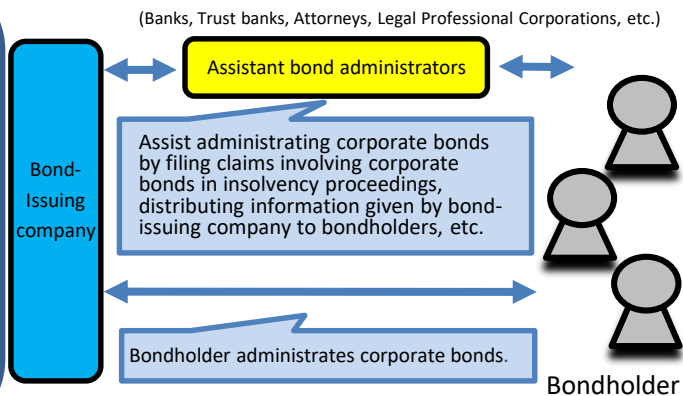 (Banks, Trust banks, Attorneys, Legal Professional Corporations, etc.)
Assistant bond administrators
Assist administrating corporate bonds
by filing claims involving corporate
bonds in insolvency proceedings,
distributing information given by bond-
issuing company to bondholders, etc.
Bond-
Issuing
company
Bondholder administrates corporate bonds.
Bondholder